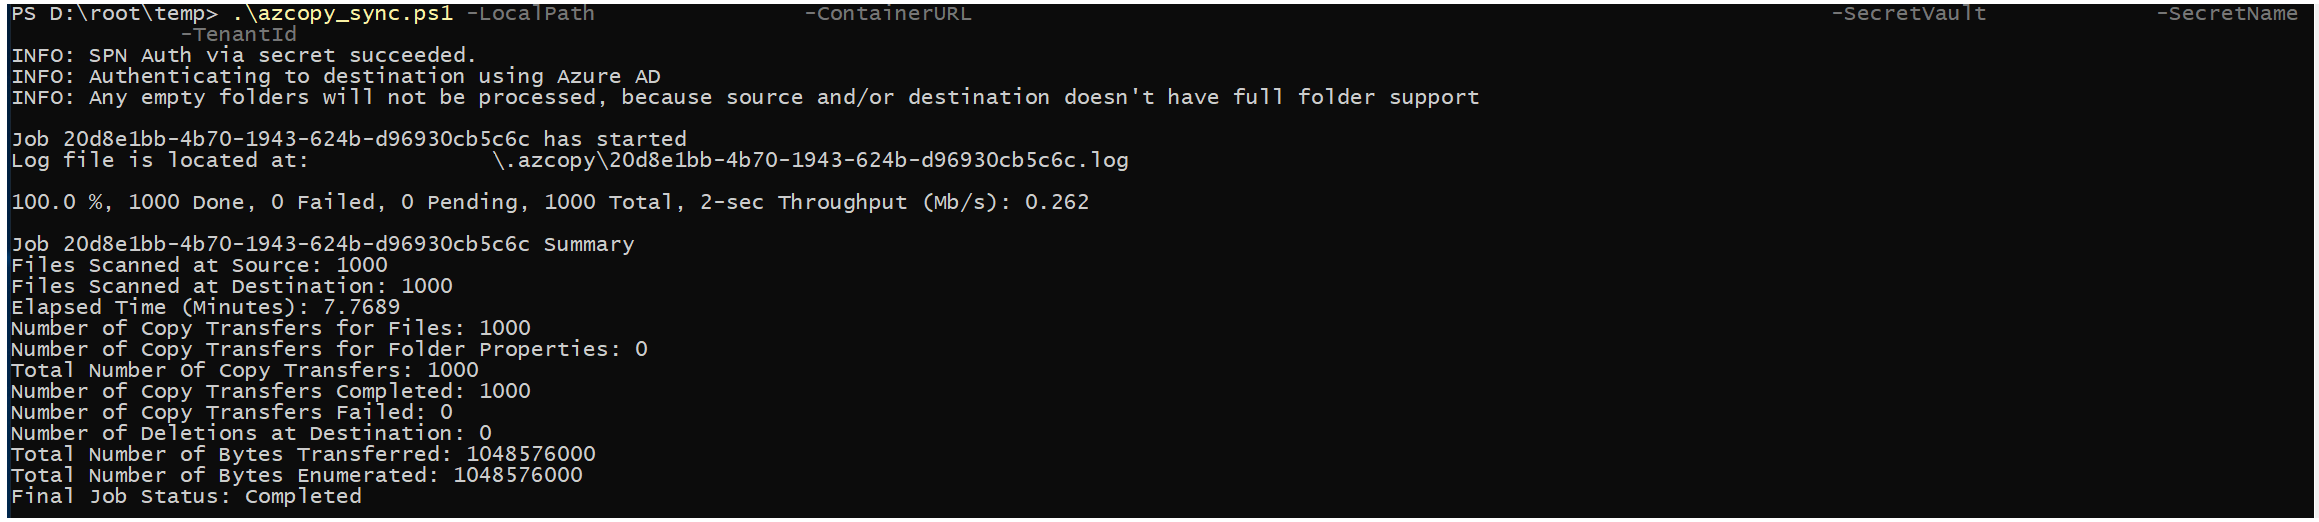 PS D:\root\temp> .\azcopy_sync.ps1 -LocalPath -ContainerURL -SecretVault -SecretName
-TenantId
INFO: SPN Auth via secret succeeded.
INFO: Authenticating to destination using Azure AD
INFO: Any empty folders will not be processed, because source and/or destination doesn't have full folder support
Job 20d8e1bb-4b70-1943-624b-d96930cb5c6c has started
Log file is located at: \.azcopy\20d8e1bb-4b70-1943-624b-d96930cb5c6c.log
100.0 %, 1000 Done, 0 Failed, 0 Pending, 1000 Total, 2-sec Throughput (Mb/s): 0.262
Job 20d8e1bb-4b70-1943-624b-d96930cb5c6c Summary
Files Scanned at Source: 1000
Files Scanned at Destination: 1000
Elapsed Time (Minutes): 7.7689
Number of Copy Transfers for Files: 1000
Number of Copy Transfers for Folder Properties: 0
Total Number Of Copy Transfers: 1000
Number of Copy Transfers Completed: 1000
Number of Copy Transfers Failed: 0
Number of Deletions at Destination: 0
Total Number of Bytes Transferred: 1048576000
Total Number of Bytes Enumerated: 1048576000
Final Job Status: Completed